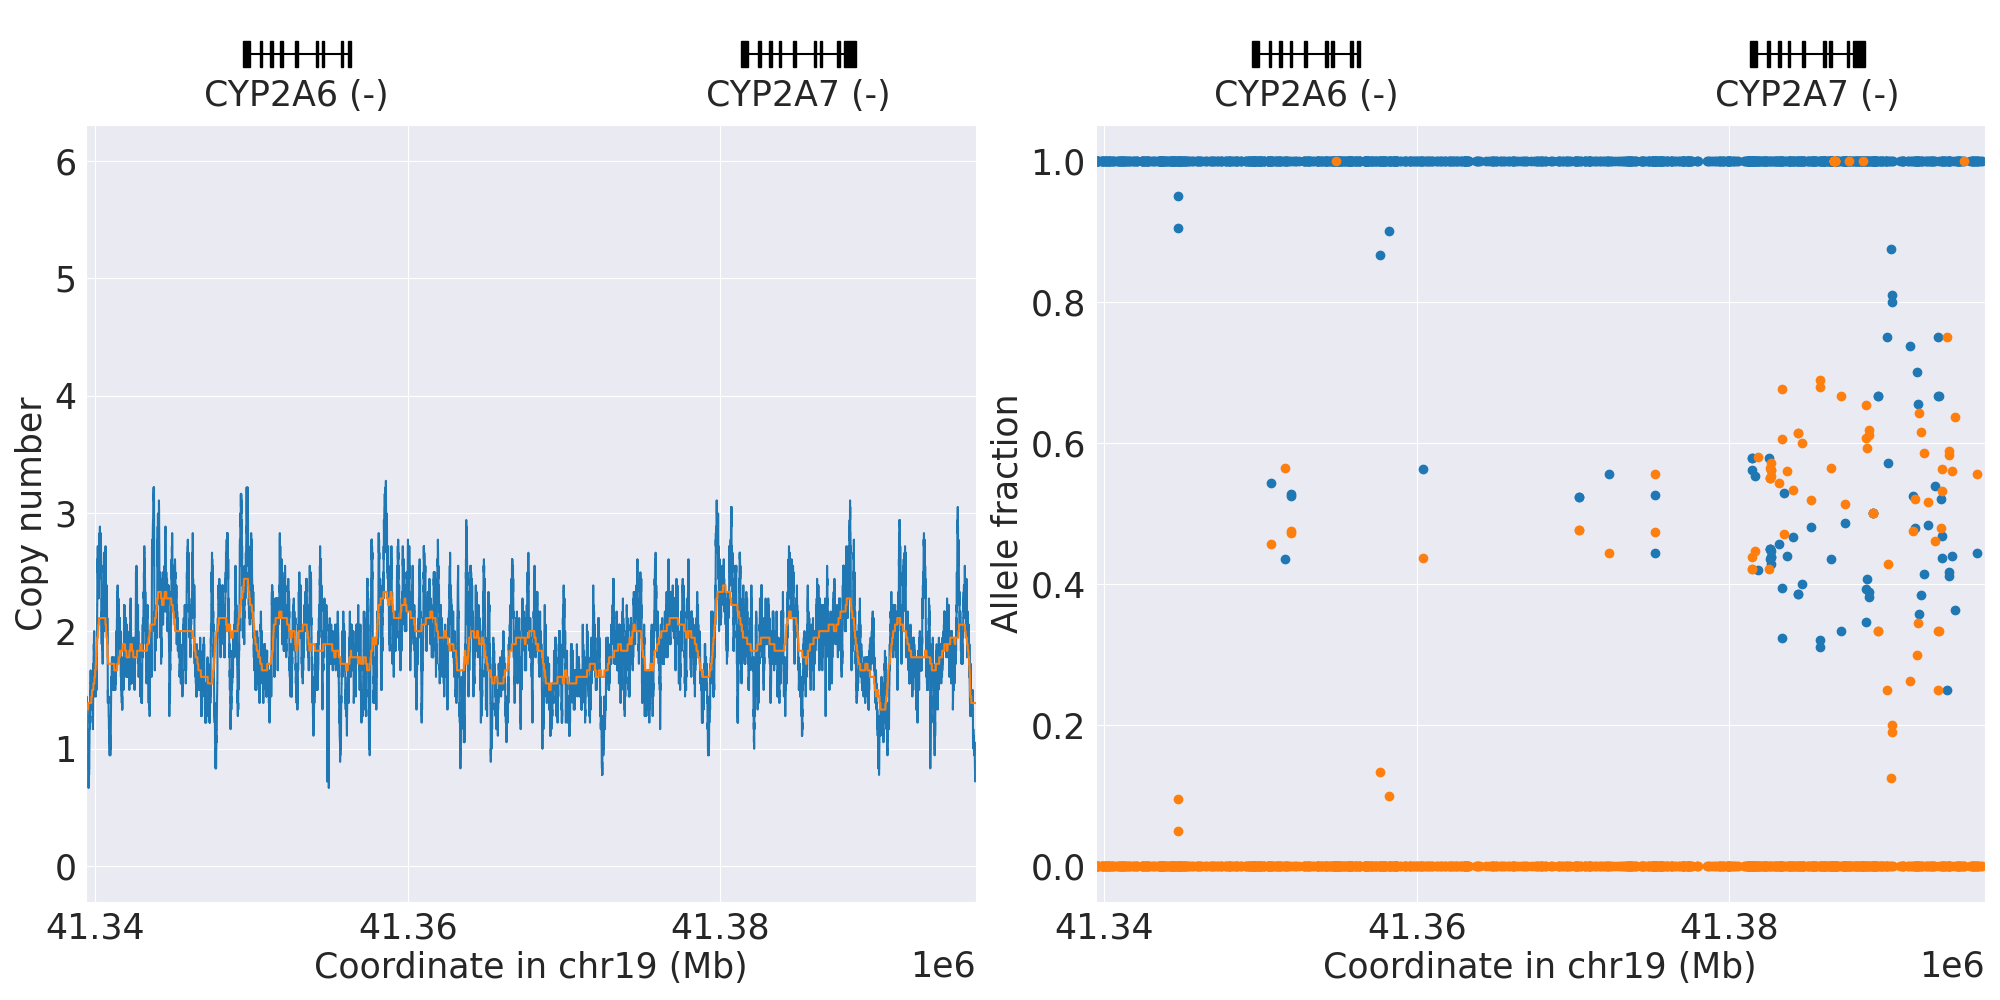 CYP2A6 (-)
CYP2A7 (-)
6
5
4
3
2
1
0
Copy number
41.34
41.36
41.38
Coordinate in chr19 (Mb)
1e6
CYP2A6 (-)
CYP2A7 (-)
1.0
0.8
0.6
0.4
0.2
0.0
Allele fraction
41.34
41.36
41.38
Coordinate in chr19 (Mb)
1e6